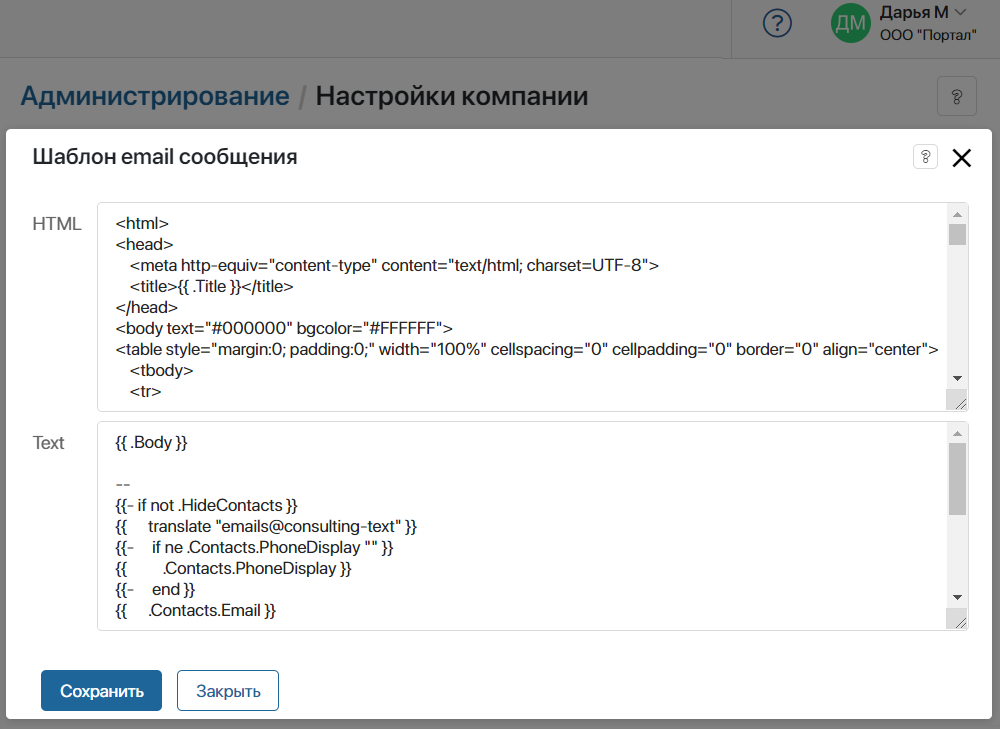 ?
ДМ
Дарья М
ООО "Портал"
Администрирование / Настройки компании
?
Шаблон email сообщения
?
HTML
<html>
<head>
<meta http-equiv="content-type" content="text/html; charset=UTF-8">
<title>{{ .Title }}</title>
</head>
<body text="#000000" bgcolor="#FFFFFF">
<table style="margin:0; padding:0;" width="100%" cellspacing="0" cellpadding="0" border="0" align="center">
<tbody>
<tr>
Text
{{ .Body }}
--
{{- if not .HideContacts }}
{{ translate "emails@consulting-text" }}
{{- if ne .Contacts.PhoneDisplay "" }}
{{ .Contacts.PhoneDisplay }}
{{- end }}
{{ .Contacts.Email }}
Сохранить
Закрыть